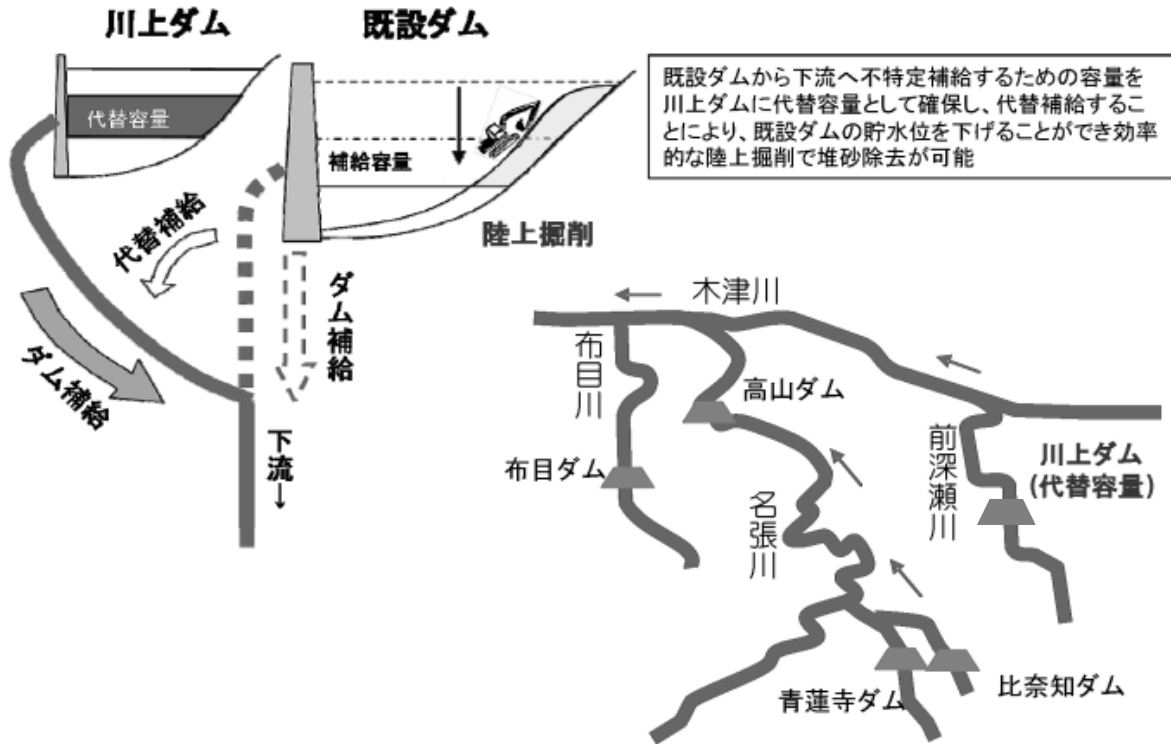 川上ダム
既設ダム
代替容量
補給容量
陸上掘削
代替補給
ダム補給
ダム補給
下流→
既設ダムから下流へ不特定補給するための容量を
川上ダムに代替容量として確保し、代替補給するこ
とにより、既設ダムの貯水位を下げることができ効率
的な陸上掘削で堆砂除去が可能
木津川
布目川
高山ダム
布目ダム
名張川
前深瀬川
川上ダム
(代替容量)
青蓮寺ダム
比奈知ダム